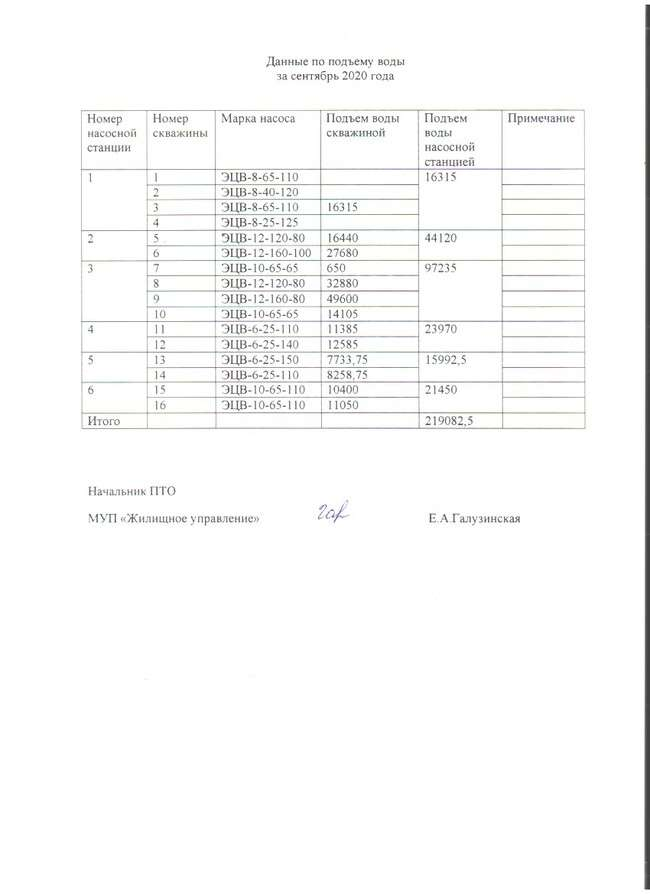 Данные по подъему воды
за сентябрь 2020 года
Номер насосной станции | Номер скважины | Марка насоса | Подъем воды скважиной | Подъем воды насосной станцией | Примечание
1 | 1 | ЭЦВ-8-65-110 | | 16315 |
2 | ЭЦВ-8-40-120
3 | ЭЦВ-8-65-110 | 16315
4 | ЭЦВ-8-25-125
2 | 5 | ЭЦВ-12-120-80 | 16440 | 44120
6 | ЭЦВ-12-160-100 | 27680
3 | 7 | ЭЦВ-10-65-65 | 650 | 97235
8 | ЭЦВ-12-120-80 | 32880
9 | ЭЦВ-12-160-80 | 49600
10 | ЭЦВ-10-65-65 | 14105
4 | 11 | ЭЦВ-6-25-110 | 11385 | 23970
12 | ЭЦВ-6-25-140 | 12585
5 | 13 | ЭЦВ-6-25-150 | 7733,75 | 15992,5
14 | ЭЦВ-6-25-110 | 8258,75
6 | 15 | ЭЦВ-10-65-110 | 10400 | 21450
16 | ЭЦВ-10-65-110 | 11050
Итого | 219082,5
Начальник ПТО
МУП «Жилищное управление» Е.А.Галузинская